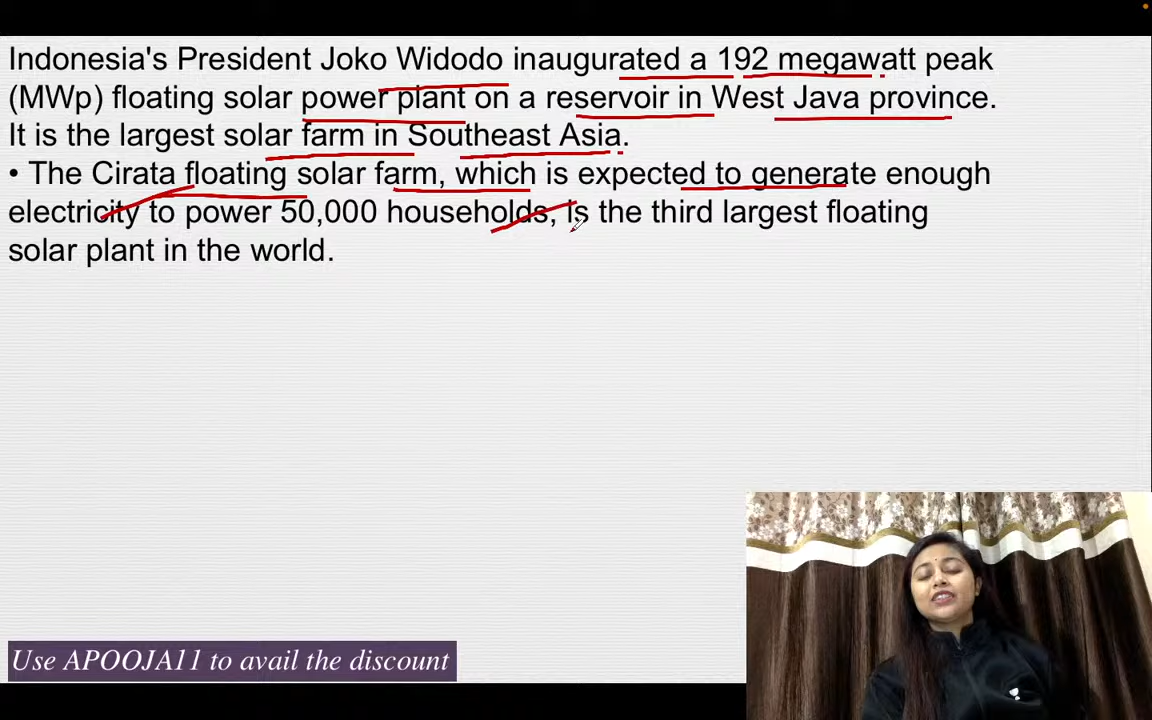 Indonesia's President Joko Widodo inaugurated a 192 megawatt peak
(MWp) floating solar power plant on a reservoir in West Java province.
It is the largest solar farm in Southeast Asia.
• The Cirata floating solar farm, which is expected to generate enough
electricity to power 50,000 households, is the third largest floating
solar plant in the world.
Use APOOJA11 to avail the discount